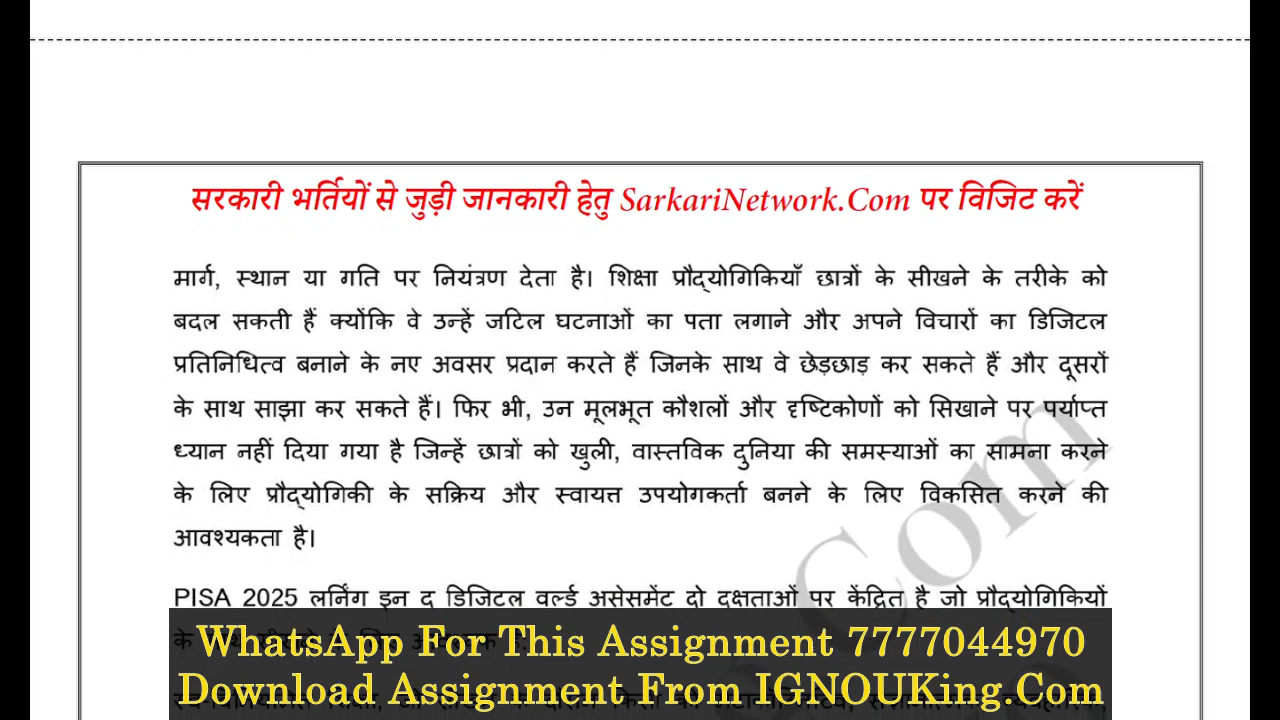 सरकारी भर्तियों से जुड़ी जानकारी हेतु SarkariNetwork.Com पर विजिट करें
मार्ग, स्थान या गति पर नियंत्रण देता है। शिक्षा प्रौद्योगिकियाँ छात्रों के सीखने के तरीके को
बदल सकती हैं क्योंकि वे उन्हें जटिल घटनाओं का पता लगाने और अपने विचारों का डिजिटल
प्रतिनिधित्व बनाने के नए अवसर प्रदान करते हैं जिनके साथ वे छेड़छाड़ कर सकते हैं और दूसरों
के साथ साझा कर सकते हैं। फिर भी, उन मूलभूत कौशलों और दृष्टिकोणों को सिखाने पर पर्याप्त
ध्यान नहीं दिया गया है जिन्हें छात्रों को खुली, वास्तविक दुनिया की समस्याओं का सामना करने
के लिए प्रौद्योगिकी के सक्रिय और स्वायत्त उपयोगकर्ता बनने के लिए विकसित करने की
आवश्यकता है।
PISA 2025 लर्निंग इन द डिजिटल वर्ल्ड असेसमेंट दो दक्षताओं पर केंद्रित है जो प्रौद्योगिकियों
WhatsApp For This Assignment 7777044970
Download Assignment From IGNOUKing.Com
Com